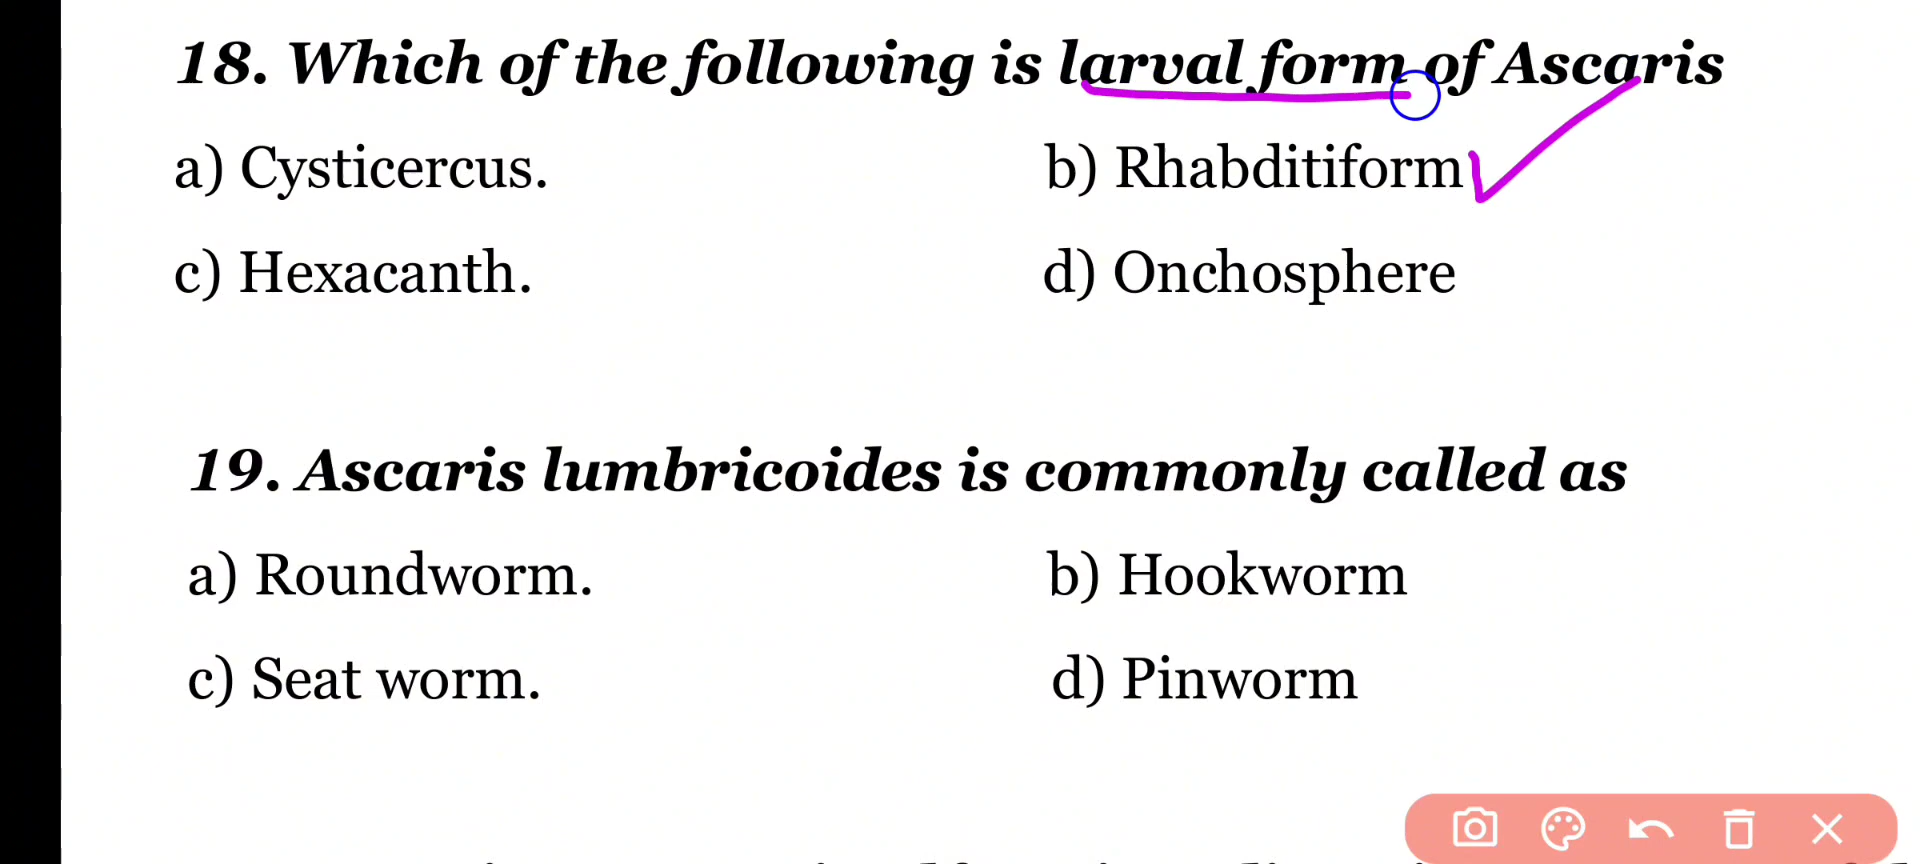 18. Which of the following is larval form of Ascaris
a) Cysticercus. b) Rhabditiform
c) Hexacanth. d) Onchosphere
19. Ascaris lumbricoides is commonly called as
a) Roundworm. b) Hookworm
c) Seat worm. d) Pinworm